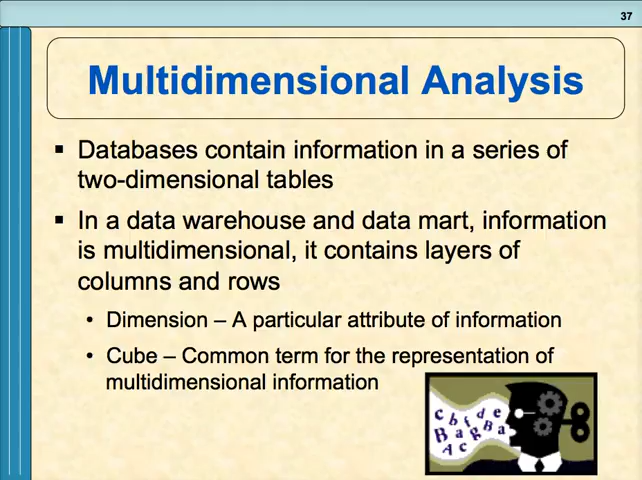 37
Multidimensional Analysis
▪ Databases contain information in a series of
two-dimensional tables
▪ In a data warehouse and data mart, information
is multidimensional, it contains layers of
columns and rows
• Dimension – A particular attribute of information
• Cube – Common term for the representation of
multidimensional information
c b f d e
B a g B a
A c